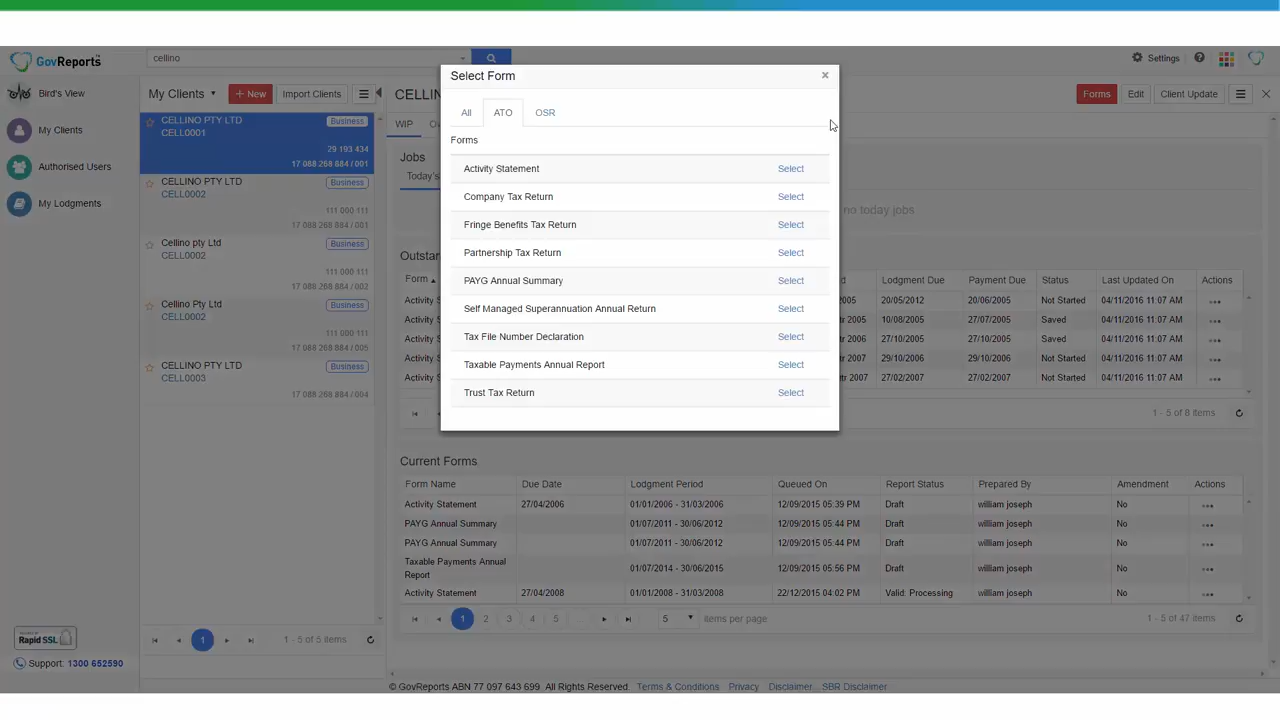 GovReports
cellino
Settings
Bird's View
My Clients
Authorised Users
My Lodgments
My Clients
+ New
Import Clients
CELLINO PTY LTD
Business
CELL0001
29 193 434
17 088 268 884 / 001
CELLINO PTY LTD
Business
CELL0002
111 000 111
17 088 268 884 / 001
Cellino pty Ltd
Business
CELL0002
111 000 111
17 088 268 884 / 002
Cellino Pty Ltd
Business
CELL0002
111 000 111
17 088 268 884 / 005
CELLINO PTY LTD
Business
CELL0003
17 088 268 884 / 004
1
1 - 5 of 5 items
Rapid SSL
Support: 1300 652590
Select Form
×
All
ATO
OSR
Forms
Activity Statement Select
Company Tax Return Select
Fringe Benefits Tax Return Select
Partnership Tax Return Select
PAYG Annual Summary Select
Self Managed Superannuation Annual Return Select
Tax File Number Declaration Select
Taxable Payments Annual Report Select
Trust Tax Return Select
Forms
Edit
Client Update
WIP
Jobs
no today jobs
Form
Lodgment Due Payment Due Status Last Updated On Actions
20/05/2012 20/06/2005 Not Started 04/11/2016 11:07 AM
10/08/2005 27/07/2005 Saved 04/11/2016 11:07 AM
27/10/2005 27/10/2005 Saved 04/11/2016 11:07 AM
29/10/2006 29/10/2006 Not Started 04/11/2016 11:07 AM
27/02/2007 27/02/2007 Not Started 04/11/2016 11:07 AM
1 - 5 of 8 items
Current Forms
Form Name Due Date Lodgment Period Queued On Report Status Prepared By Amendment Actions
Activity Statement 27/04/2006 01/01/2006 - 31/03/2006 12/09/2015 05:39 PM Draft william joseph No
PAYG Annual Summary 01/07/2011 - 30/06/2012 12/09/2015 05:44 PM Draft william joseph No
PAYG Annual Summary 01/07/2011 - 30/06/2012 12/09/2015 05:44 PM Draft william joseph No
Taxable Payments Annual Report 01/07/2014 - 30/06/2015 12/09/2015 05:56 PM Draft william joseph No
Activity Statement 27/04/2008 01/01/2008 - 31/03/2008 22/12/2015 04:02 PM Valid: Processing william joseph No
1 2 3 4 5 ... 5 items per page
1 - 5 of 47 items
© GovReports ABN 77 097 643 699. All Rights Reserved. Terms & Conditions Privacy Disclaimer SBR Disclaimer